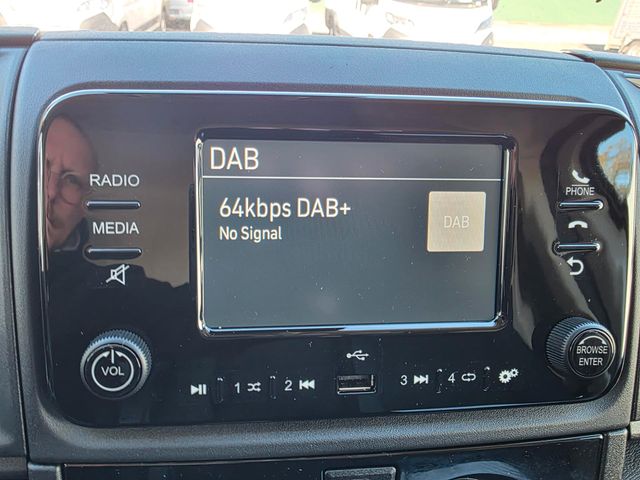 DAB
64kbps DAB+
No Signal
DAB
RADIO
MEDIA
VOL
PHONE
BROWSE
ENTER
1
2
3
4